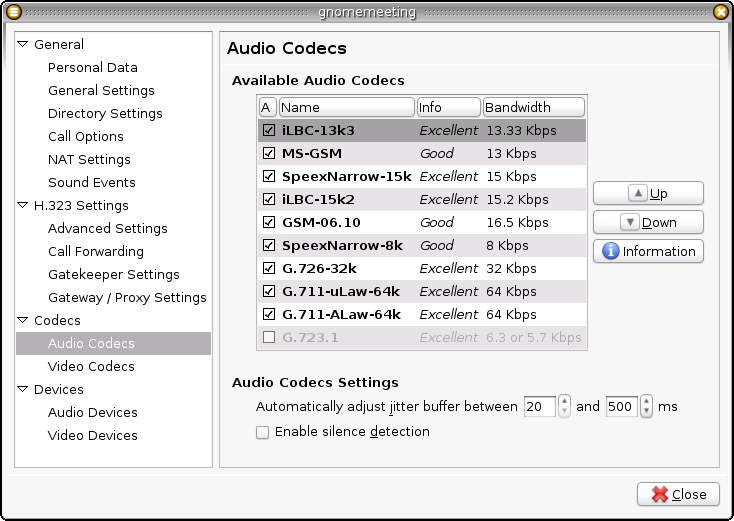 gnomemeeting
General
Personal Data
General Settings
Directory Settings
Call Options
NAT Settings
Sound Events
H.323 Settings
Advanced Settings
Call Forwarding
Gatekeeper Settings
Gateway / Proxy Settings
Codecs
Audio Codecs
Video Codecs
Devices
Audio Devices
Video Devices
Audio Codecs
Available Audio Codecs
A Name Info Bandwidth
iLBC-13k3 Excellent 13.33 Kbps
MS-GSM Good 13 Kbps
SpeexNarrow-15k Excellent 15 Kbps
iLBC-15k2 Excellent 15.2 Kbps
GSM-06.10 Good 16.5 Kbps
SpeexNarrow-8k Good 8 Kbps
G.726-32k Excellent 32 Kbps
G.711-uLaw-64k Excellent 64 Kbps
G.711-ALaw-64k Excellent 64 Kbps
G.723.1 Excellent 6.3 or 5.7 Kbps
Up
Down
Information
Audio Codecs Settings
Automatically adjust jitter buffer between 20 and 500 ms
Enable silence detection
Close